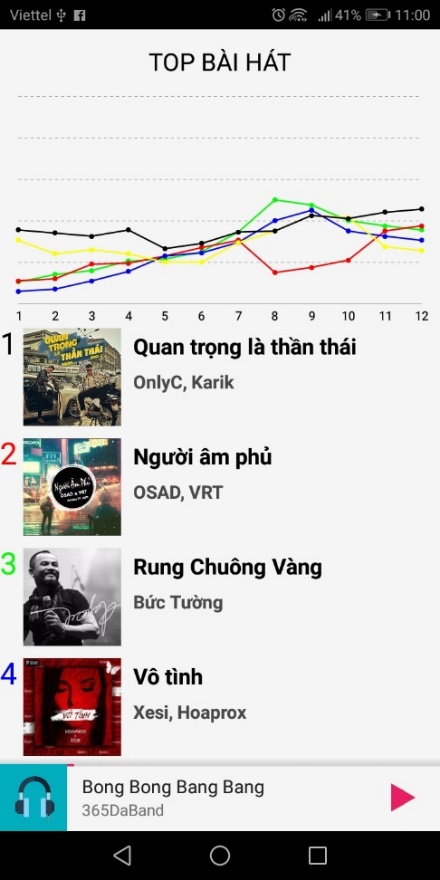 Viettel 41% 11:00
TOP BÀI HÁT
1 2 3 4 5 6 7 8 9 10 11 12
1
QUAN TRỌNG LÀ THẦN THÁI
Quan trọng là thần thái
OnlyC, Karik
2
Người Âm Phủ
OSAD & VRT
Người âm phủ
OSAD, VRT
3
Rung Chuông Vàng
Bức Tường
4
VÔ TÌNH
HOAPROX
XESI
Vô tình
Xesi, Hoaprox
Bong Bong Bang Bang
365DaBand